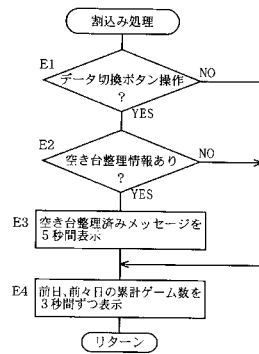 割込み処理
E1
データ切換ボタン操作
?
NO
YES
E2
空き台整理情報あり
?
NO
YES
E3
空き台整理済みメッセージを
5秒間表示
E4
前日、前々日の累計ゲーム数を
3秒間ずつ表示
リターン